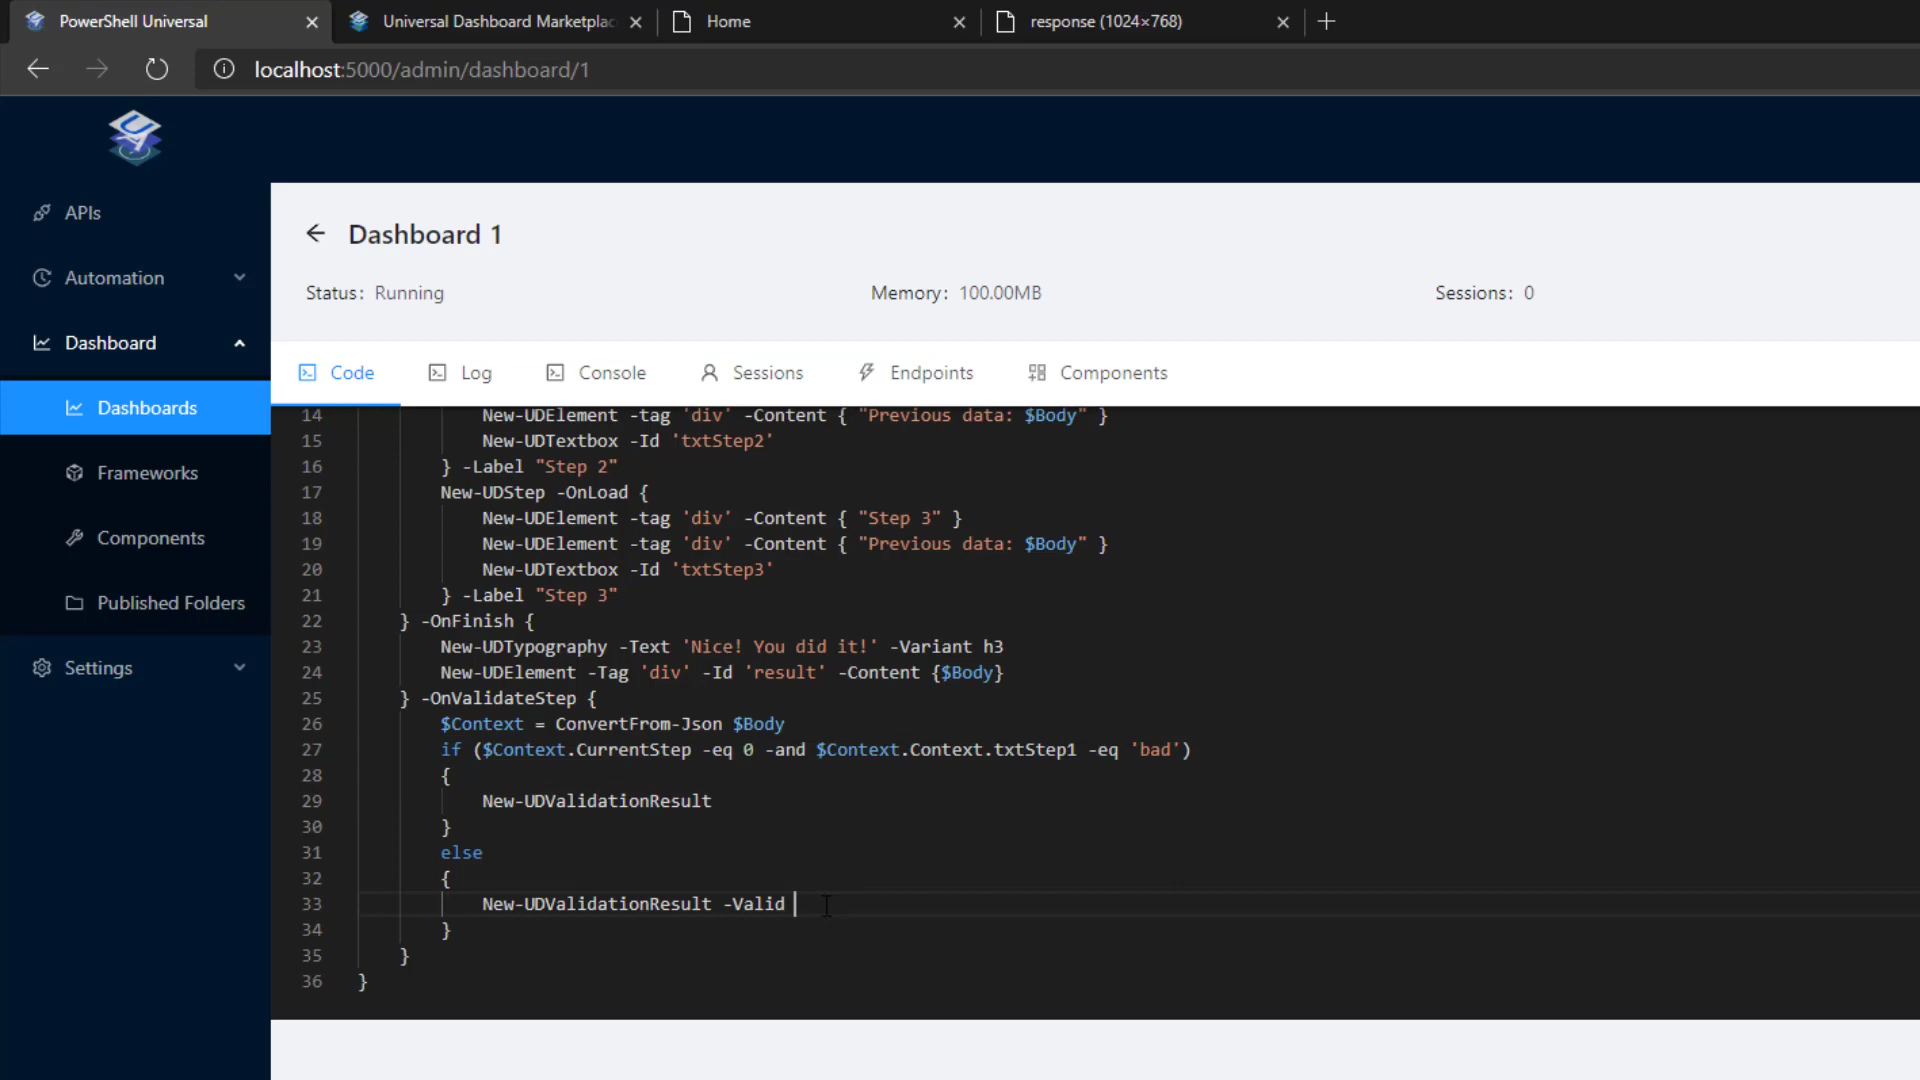 PowerShell Universal
Universal Dashboard Marketplac
Home
response (1024×768)
localhost:5000/admin/dashboard/1
APIs
Automation
Dashboard
Dashboards
Frameworks
Components
Published Folders
Settings
Dashboard 1
Status: Running
Memory: 100.00MB
Sessions: 0
Code
Log
Console
Sessions
Endpoints
Components
14 New-UDElement -tag 'div' -Content { "Previous data: $Body" }
15 New-UDTextbox -Id 'txtStep2'
16 } -Label "Step 2"
17 New-UDStep -OnLoad {
18 New-UDElement -tag 'div' -Content { "Step 3" }
19 New-UDElement -tag 'div' -Content { "Previous data: $Body" }
20 New-UDTextbox -Id 'txtStep3'
21 } -Label "Step 3"
22 } -OnFinish {
23 New-UDTypography -Text 'Nice! You did it!' -Variant h3
24 New-UDElement -Tag 'div' -Id 'result' -Content {$Body}
25 } -OnValidateStep {
26 $Context = ConvertFrom-Json $Body
27 if ($Context.CurrentStep -eq 0 -and $Context.Context.txtStep1 -eq 'bad')
28 {
29 New-UDValidationResult
30 }
31 else
32 {
33 New-UDValidationResult -Valid
34 }
35 }
36 }